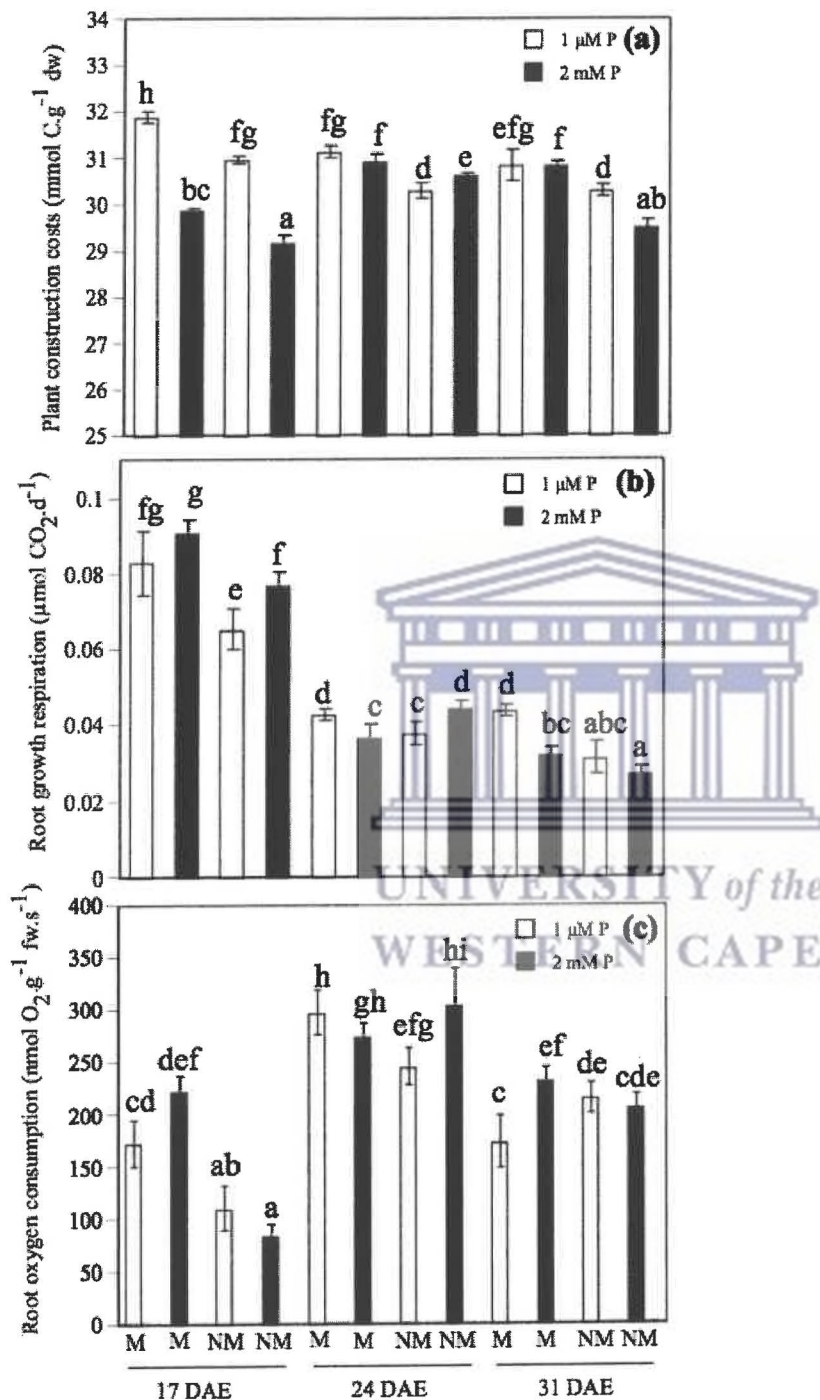 34
33
32
31
30
29
28
27
26
25
Plant construction costs (mmol C.g⁻¹ dw)
1 µM P
2 mM P
(a)
h
bc
fg
a
fg
f
d
e
efg
f
d
ab
0.1
0.08
0.06
0.04
0.02
0
Root growth respiration (µmol CO₂.d⁻¹)
1 µM P
2 mM P
(b)
fg
g
e
f
d
c
c
d
d
bc
abc
a
UNIVERSITY of the
WESTERN CAPE
400
350
300
250
200
150
100
50
0
Root oxygen consumption (nmol O₂.g⁻¹ fw.s⁻¹)
1 µM P
2 mM P
(c)
cd
def
ab
a
h
gh
efg
hi
c
ef
de
cde
M M NM NM M M NM NM M M NM NM
17 DAE 24 DAE 31 DAE